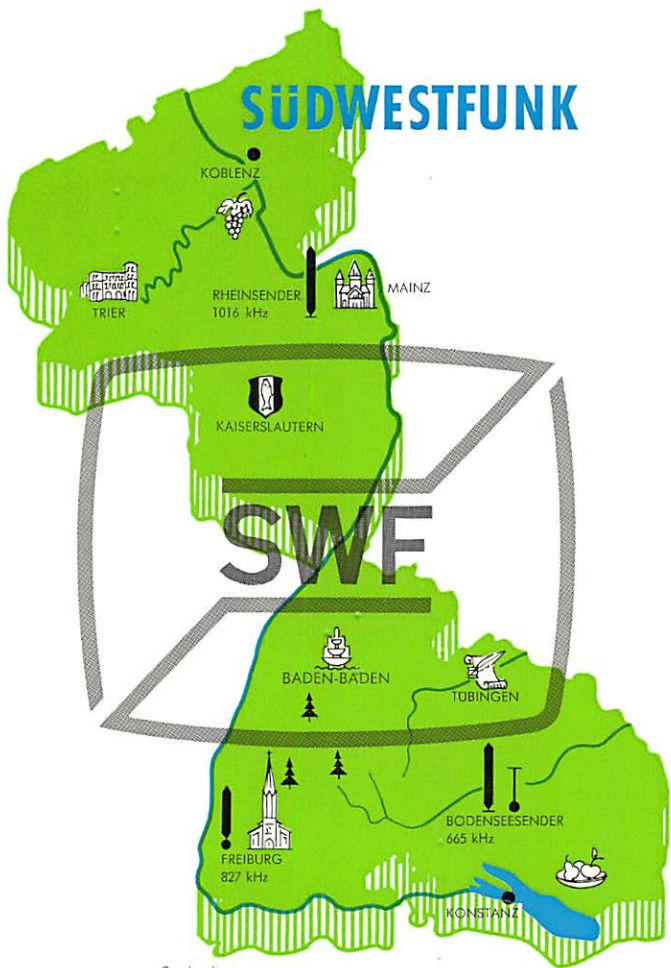 SÜDWESTFUNK
KOBLENZ
TRIER
RHEINSENDER
1016 kHz
MAINZ
KAISERSLAUTERN
SWF
BADEN-BADEN
TÜBINGEN
BODENSEESENDER
665 kHz
FREIBURG
827 kHz
KONSTANZ